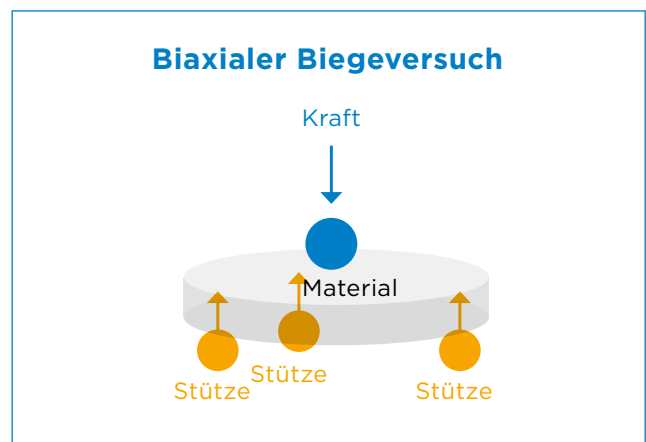 Biaxialer Biegeversuch
Kraft
Material
Stütze
Stütze
Stütze